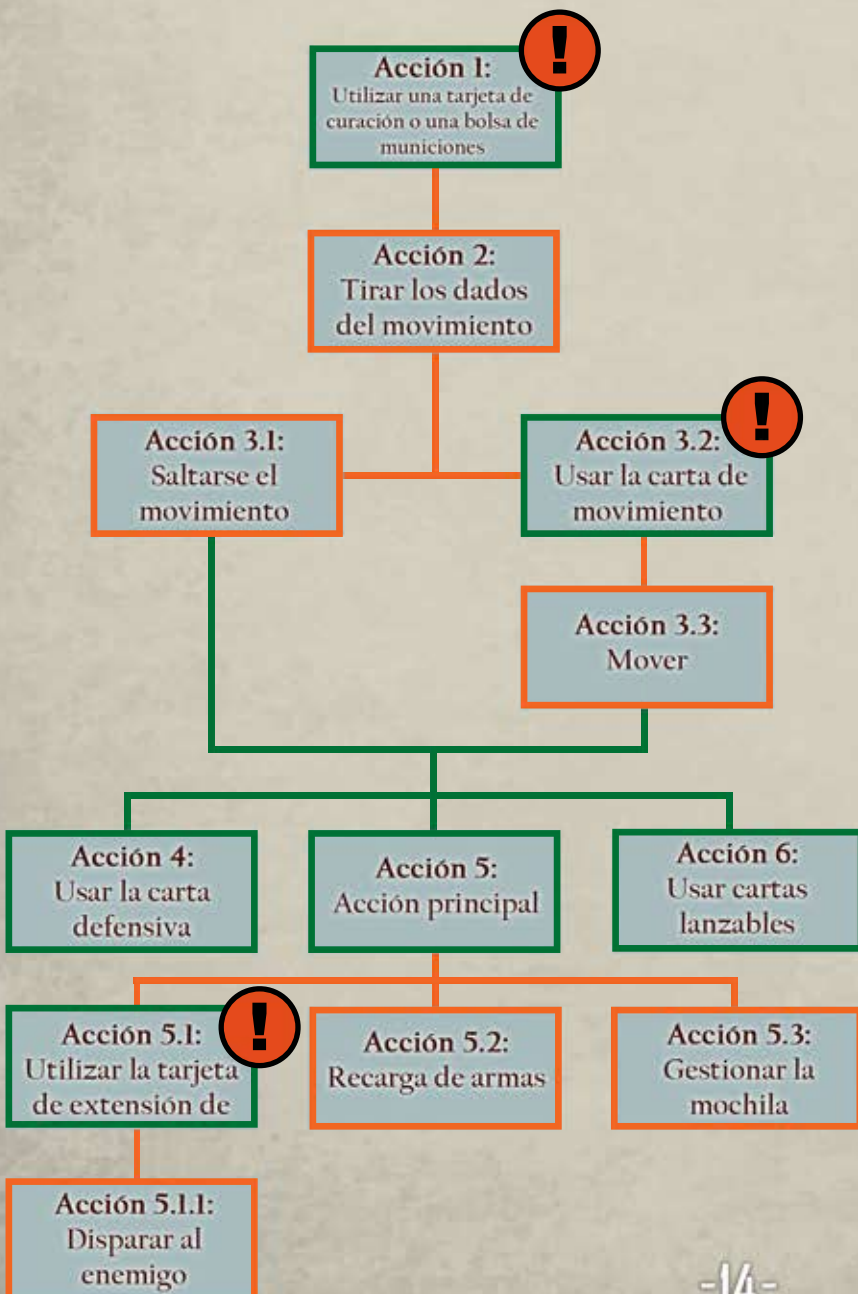 !
Acción 1:
Utilizar una tarjeta de
curación o una bolsa de
municiones
Acción 2:
Tirar los dados
del movimiento
Acción 3.1:
Saltarse el
movimiento
!
Acción 3.2:
Usar la carta de
movimiento
Acción 3.3:
Mover
Acción 4:
Usar la carta
defensiva
Acción 5:
Acción principal
Acción 6:
Usar cartas
lanzables
!
Acción 5.1:
Utilizar la tarjeta
de extensión de
Acción 5.2:
Recarga de armas
Acción 5.3:
Gestionar la
mochila
Acción 5.1.1:
Disparar al
enemigo
-14-